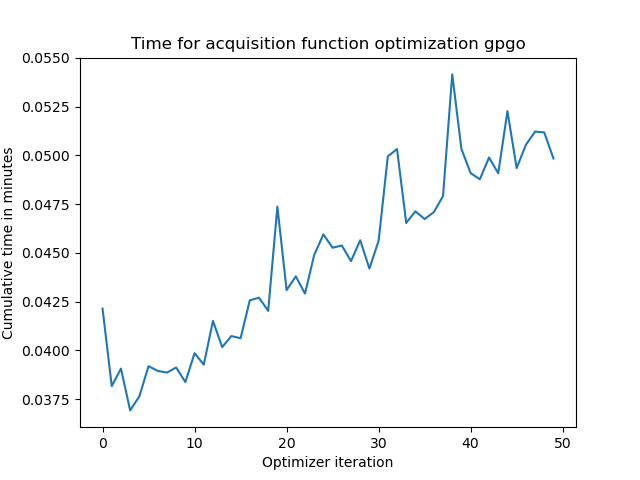 Time for acquisition function optimization gpgo
0.0550
0.0525
0.0500
0.0475
0.0450
0.0425
0.0400
0.0375
Cumulative time in minutes
0 10 20 30 40 50
Optimizer iteration